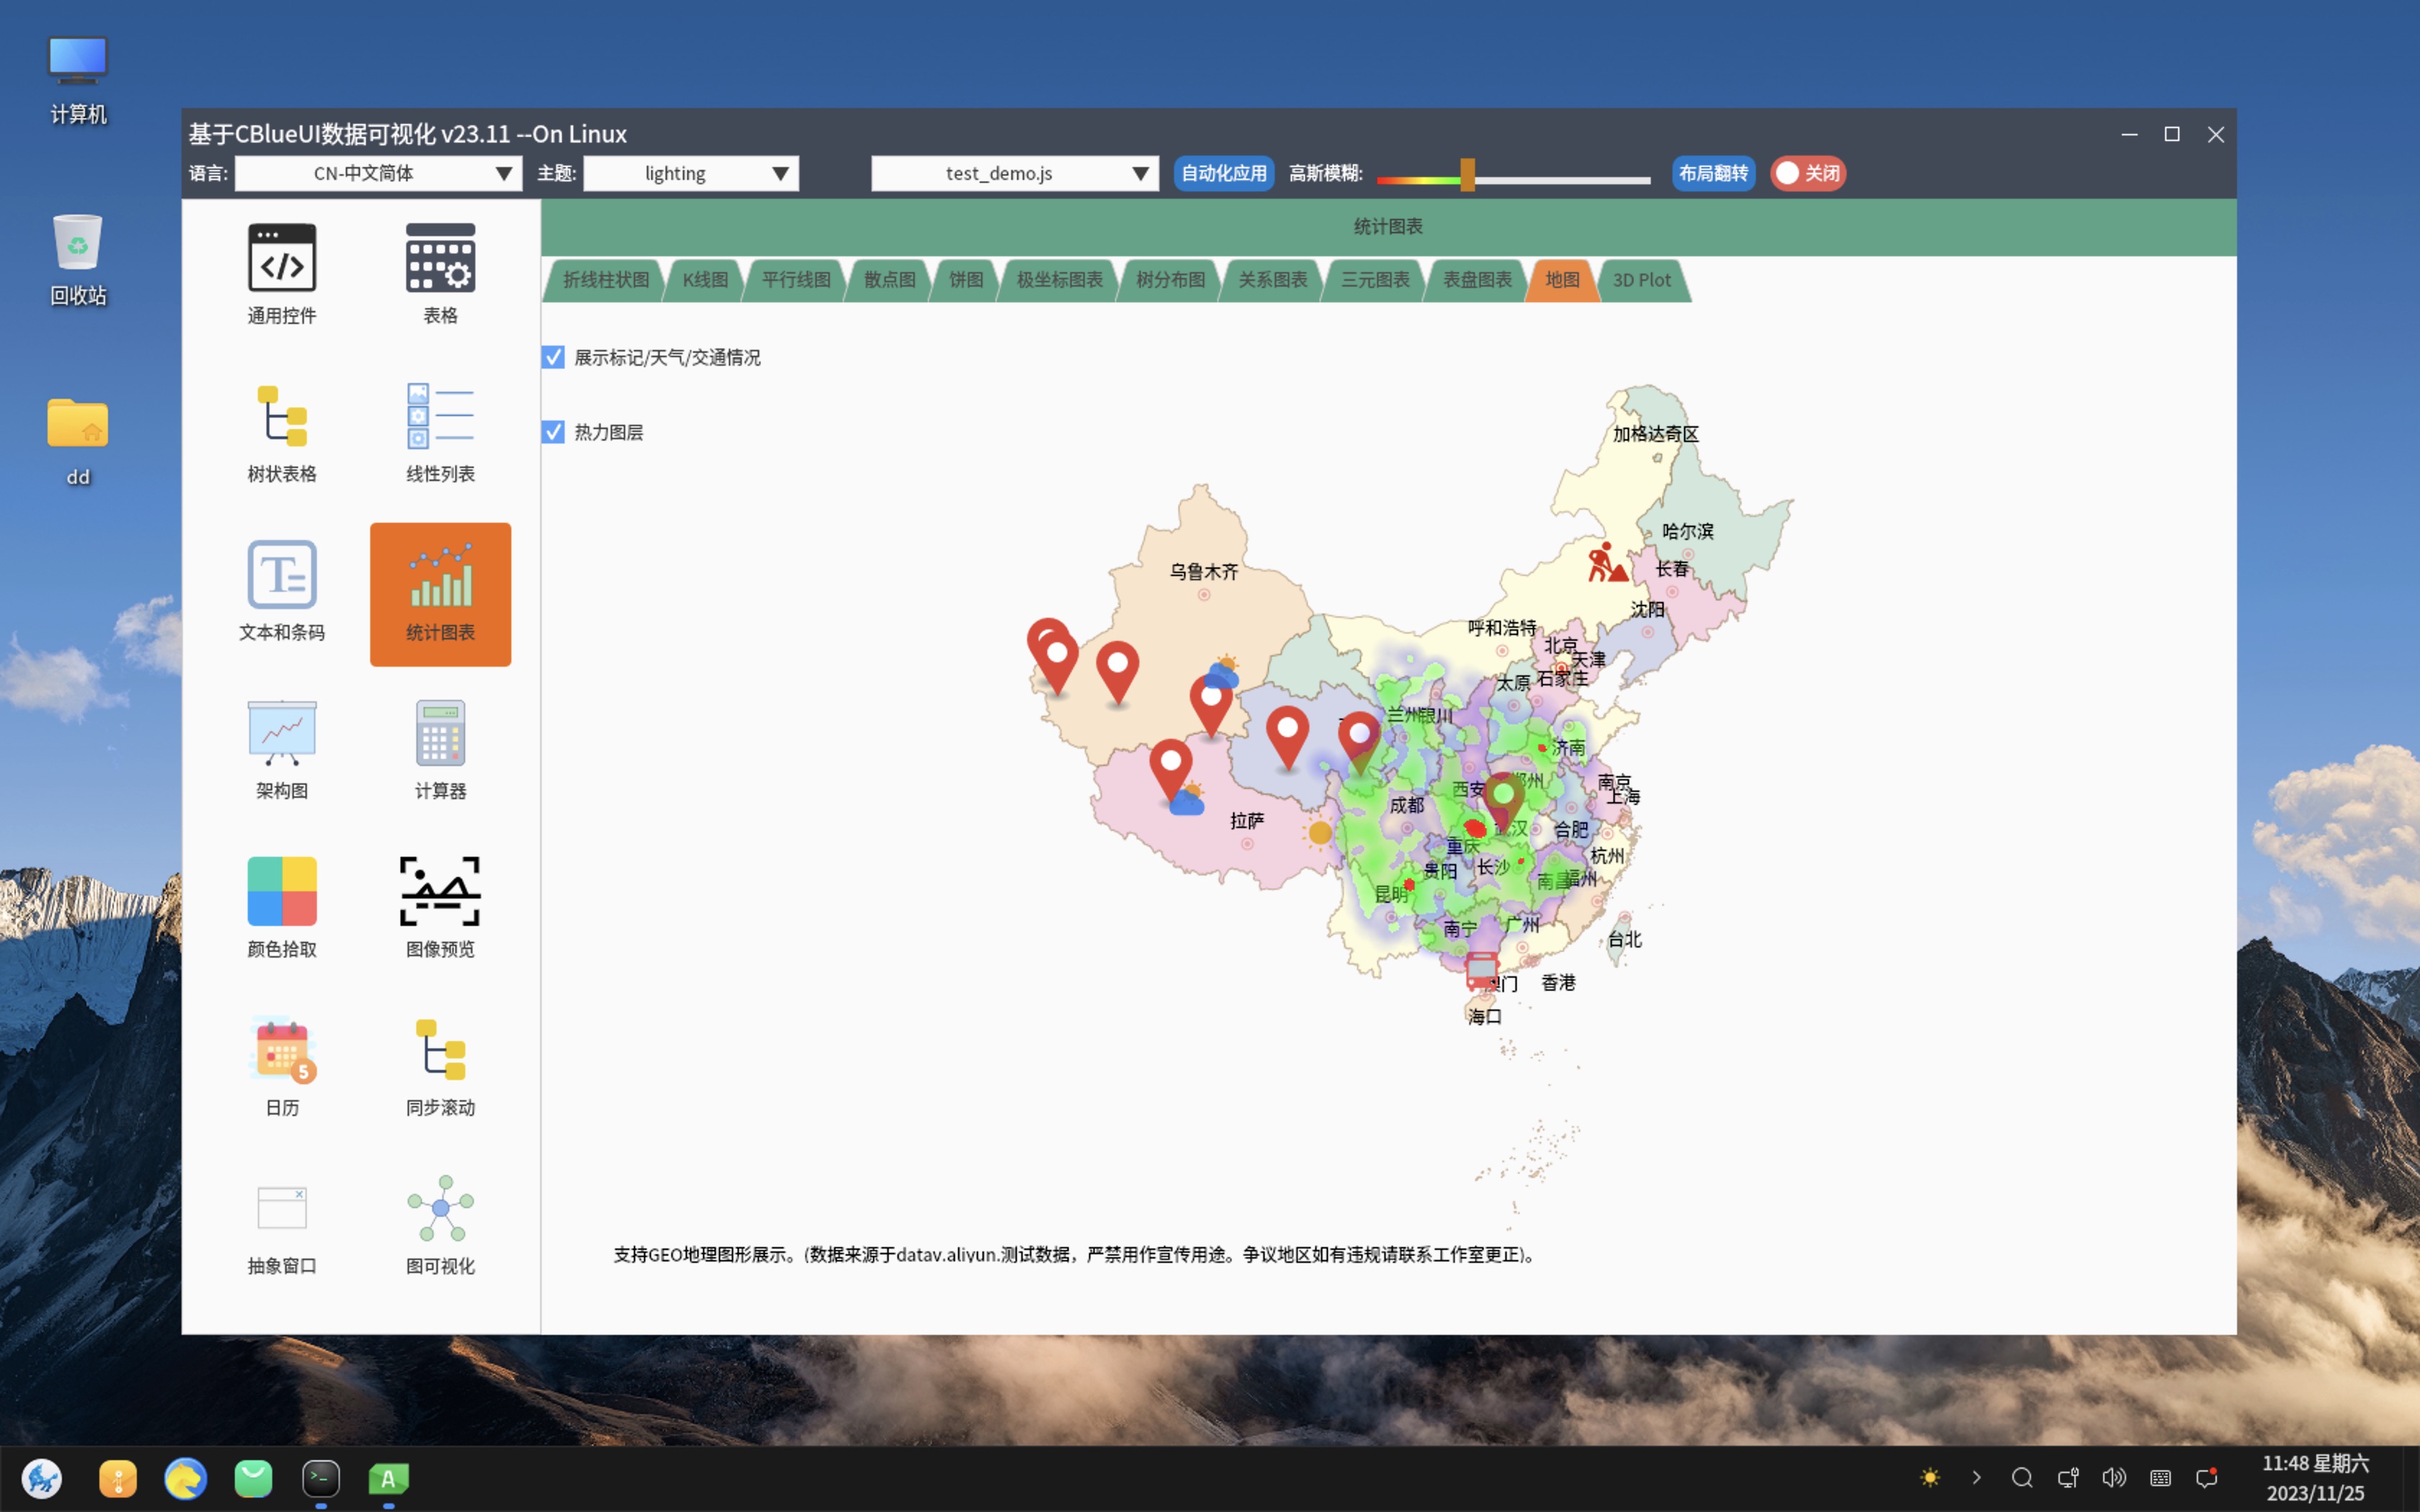 计算机
回收站
dd
基于CBlueUI数据可视化 v23.11 --On Linux
语言: CN-中文简体 主题: lighting test_demo.js 自动化应用 高斯模糊: 布局翻转 关闭
通用控件 表格
树状表格 线性列表
文本和条码 统计图表
架构图 计算器
颜色拾取 图像预览
日历 同步滚动
5
抽象窗口 图可视化
统计图表
折线柱状图 K线图 平行线图 散点图 饼图 极坐标图表 树分布图 关系图表 三元图表 表盘图表 地图 3D Plot
展示标记/天气/交通情况
热力图层
加格达奇区
哈尔滨
乌鲁木齐
长春
沈阳
呼和浩特
北京
天津
石家庄
太原
兰州
银川
济南
西安
郑州
南京
上海
成都
拉萨
武汉
合肥
重庆
杭州
贵阳
长沙
南昌
福州
昆明
南宁
广州
台北
门
香港
海口
支持GEO地理图形展示。(数据来源于datav.aliyun.测试数据，严禁用作宣传用途。争议地区如有违规请联系工作室更正)。
A
11:48 星期六
2023/11/25